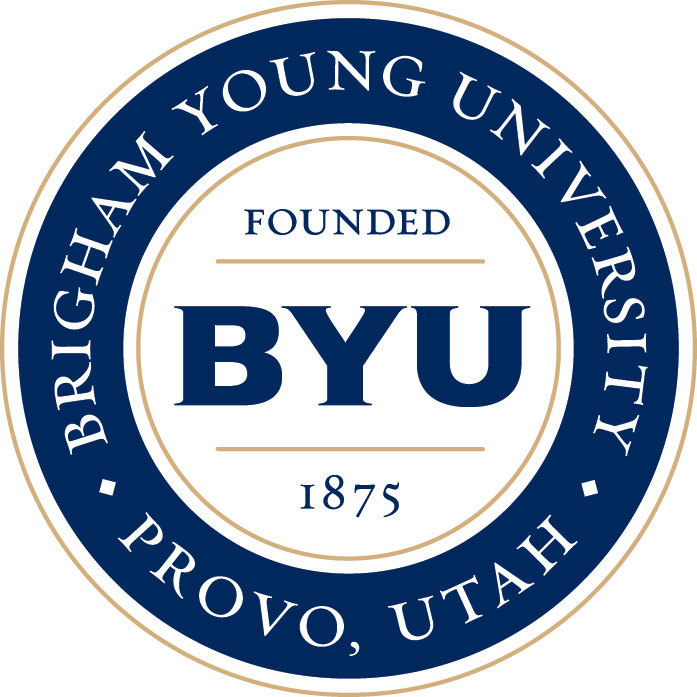 BRIGHAM YOUNG UNIVERSITY
FOUNDED
BYU
1875
PROVO, UTAH